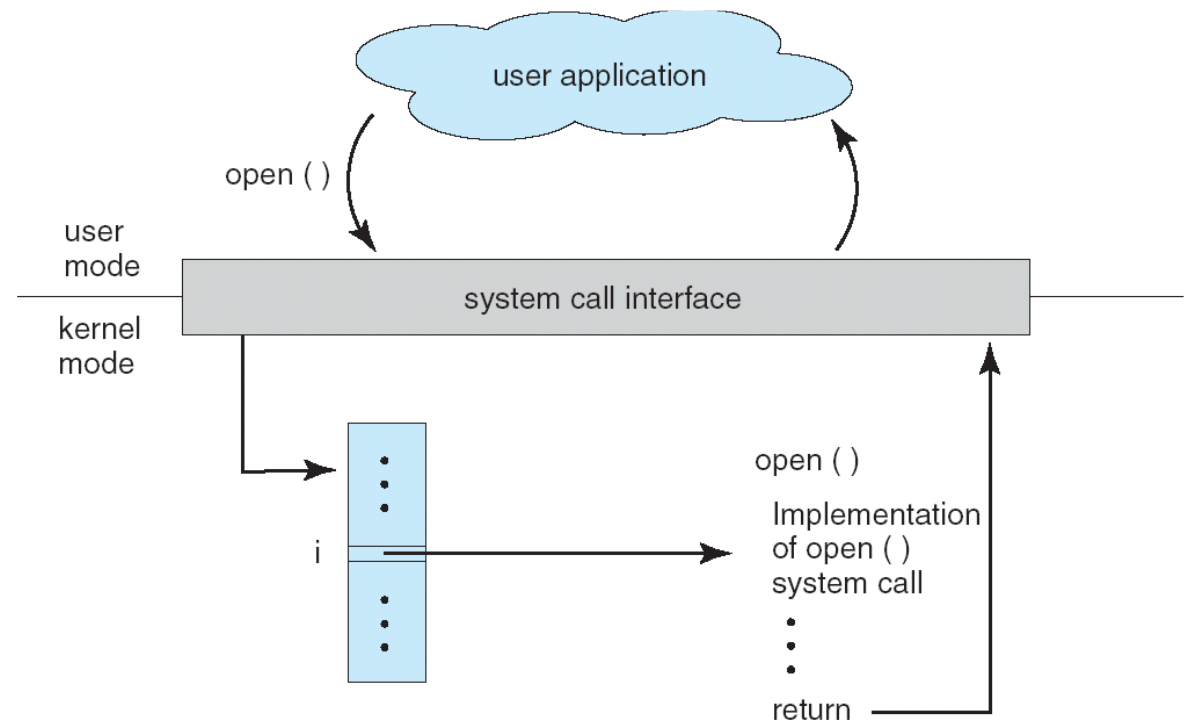 user application
open ( )
user
mode
system call interface
kernel
mode
open ( )
Implementation
of open ( )
system call
i
return